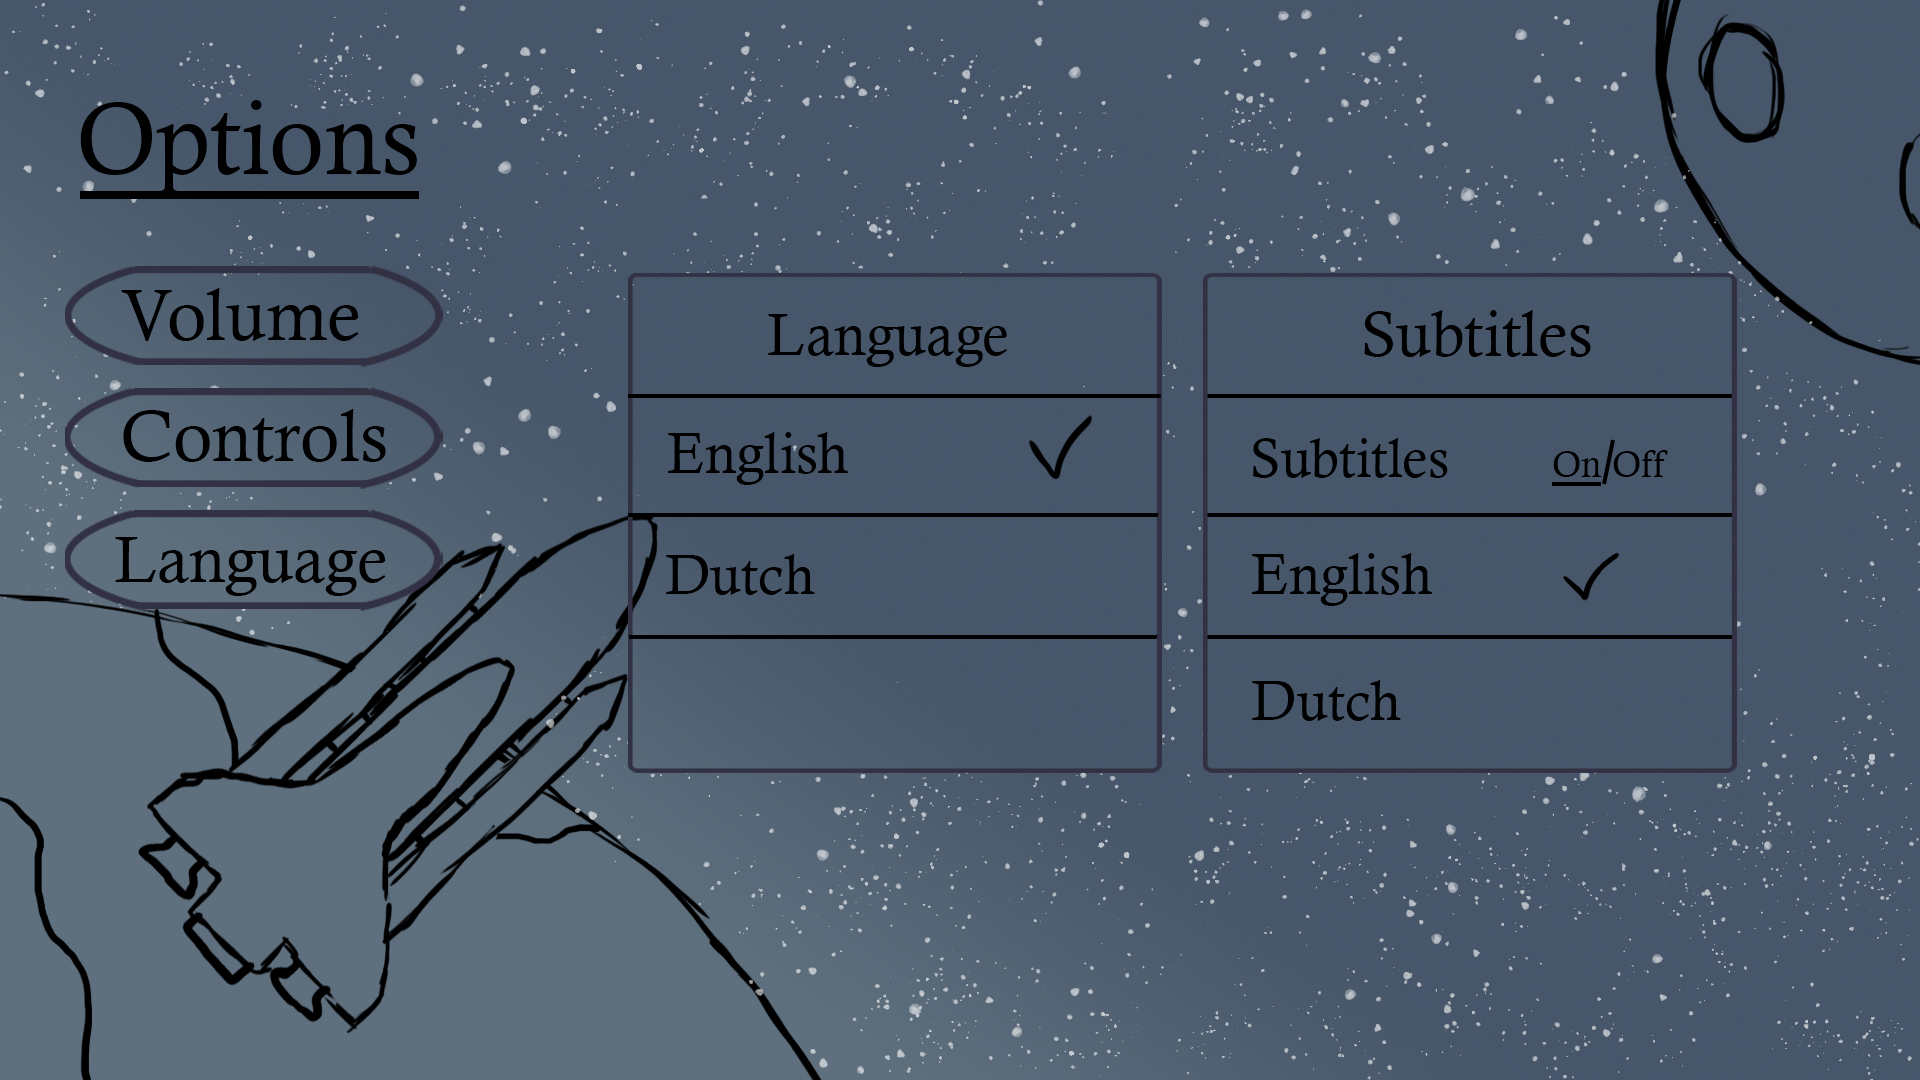 Options
Volume
Controls
Language
Language
English
Dutch
Subtitles
Subtitles On/Off
English
Dutch